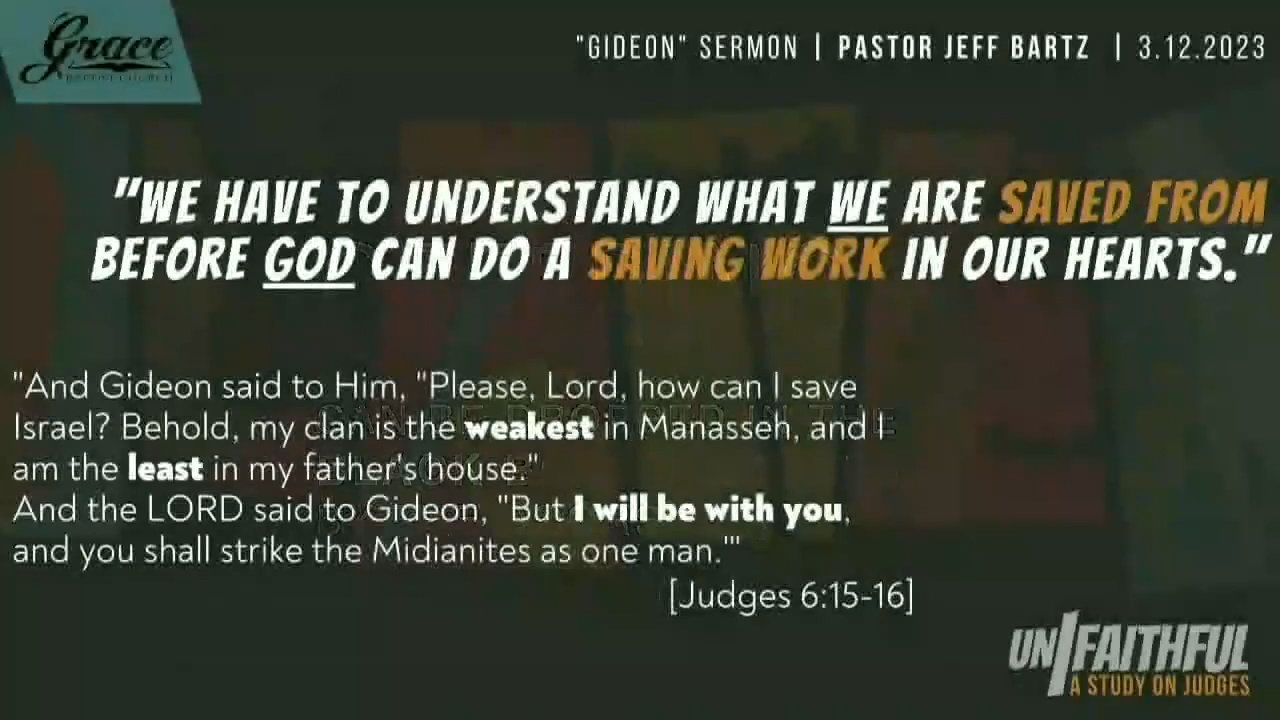 Grace
BAPTIST CHURCH
"GIDEON" SERMON | PASTOR JEFF BARTZ | 3.12.2023
"WE HAVE TO UNDERSTAND WHAT WE ARE SAVED FROM
BEFORE GOD CAN DO A SAVING WORK IN OUR HEARTS."
"And Gideon said to Him, "Please, Lord, how can I save
Israel? Behold, my clan is the weakest in Manasseh, and I
am the least in my father's house."
And the LORD said to Gideon, "But I will be with you,
and you shall strike the Midianites as one man.'"
[Judges 6:15-16]
UN/FAITHFUL
A STUDY ON JUDGES